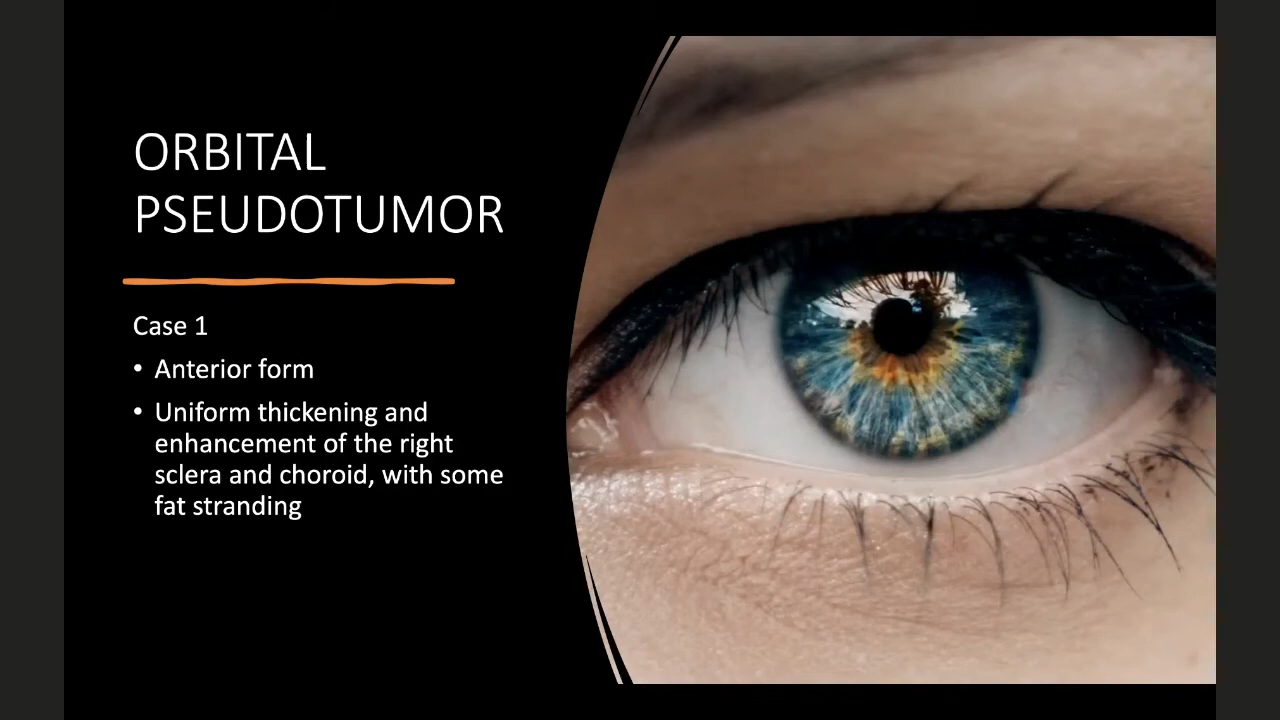 ORBITAL
PSEUDOTUMOR
Case 1
• Anterior form
• Uniform thickening and
enhancement of the right
sclera and choroid, with some
fat stranding